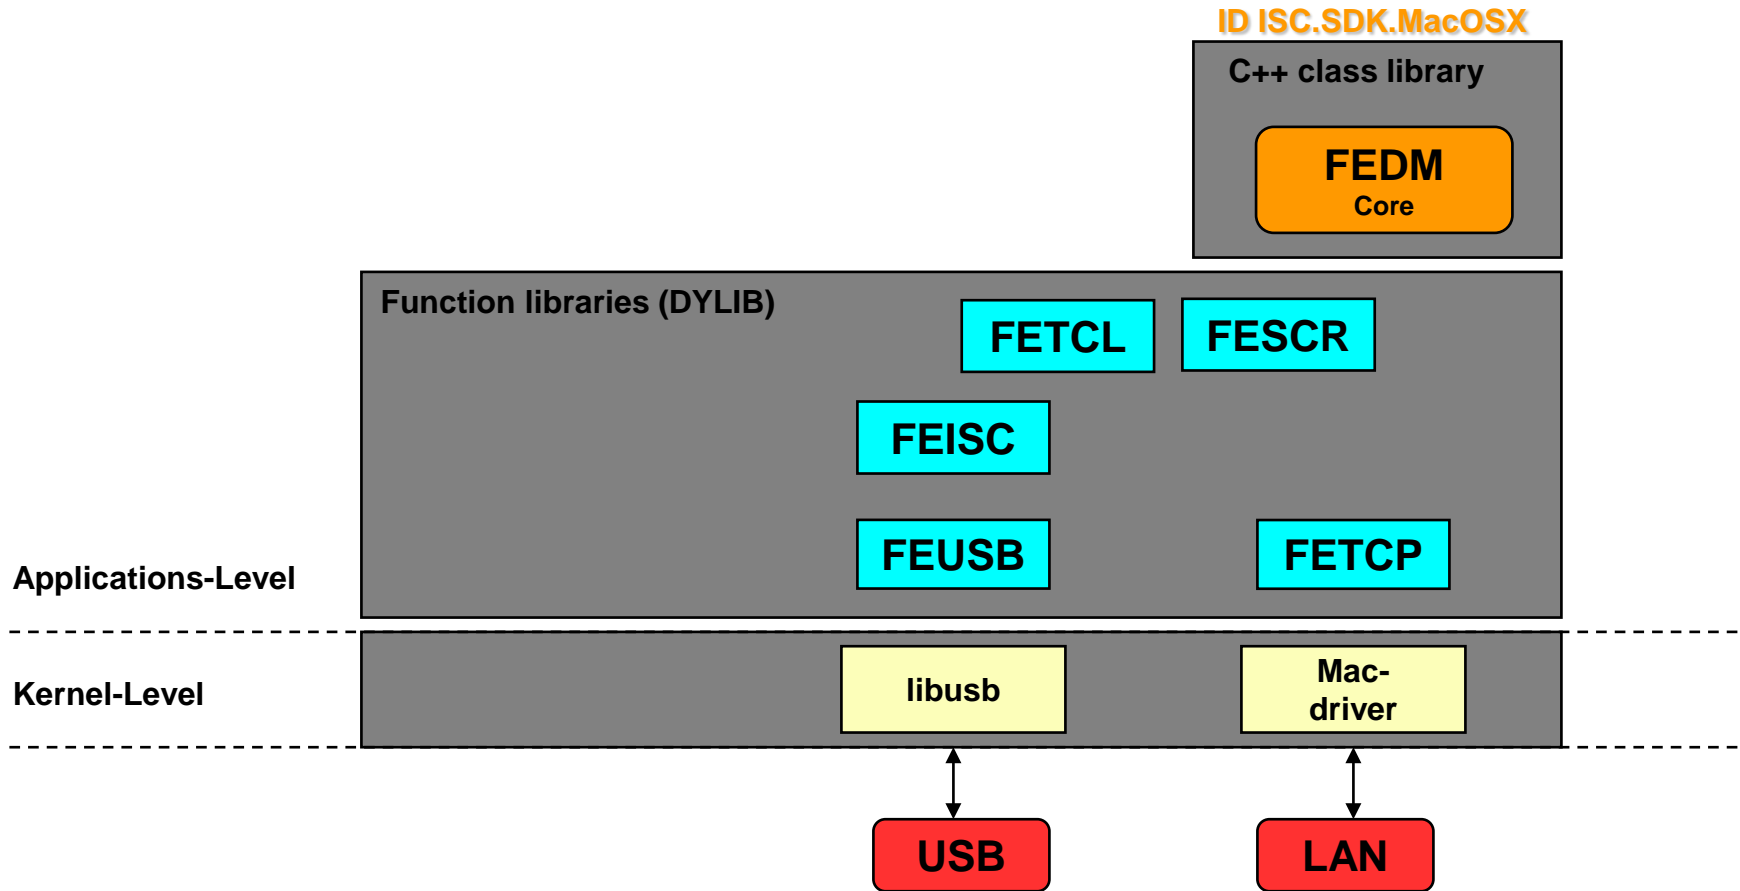 ID ISC.SDK.MacOSX
C++ class library
FEDM
Core
Function libraries (DYLIB)
FETCL
FESCR
FEISC
FEUSB
FETCP
Applications-Level
Kernel-Level
libusb
Mac-
driver
USB
LAN